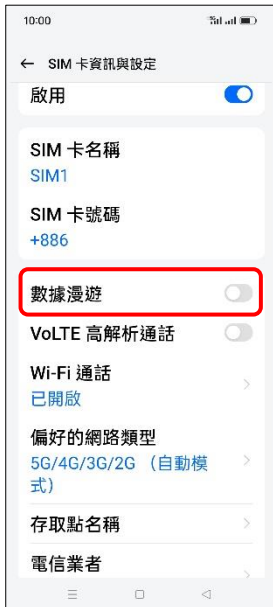 10:00
← SIM 卡資訊與設定
啟用
SIM 卡名稱
SIM1
SIM 卡號碼
+886
數據漫遊
VoLTE 高解析通話
Wi-Fi 通話
已開啟
偏好的網路類型
5G/4G/3G/2G （自動模
式）
存取點名稱
電信業者